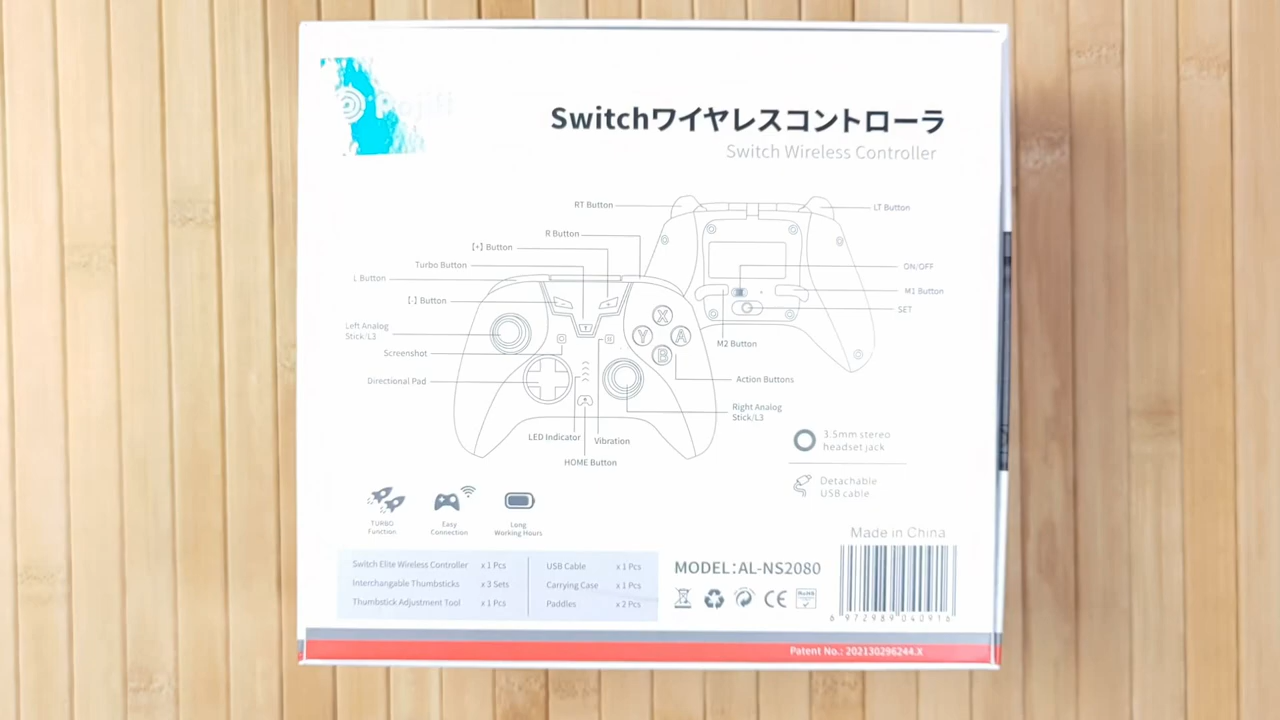 Switchワイヤレスコントローラ
Switch Wireless Controller
RT Button
LT Button
R Button
[+] Button
Turbo Button
L Button
[-] Button
ON/OFF
M1 Button
SET
Left Analog
Stick/L3
X
Y
A
B
M2 Button
Screenshot
Directional Pad
Action Buttons
Right Analog
Stick/L3
LED Indicator
Vibration
HOME Button
3.5mm stereo
headset jack
Detachable
USB cable
TURBO
Function
Easy
Connection
Long
Working Hours
Made in China
Switch Elite Wireless Controller x 1 Pcs
Interchangable Thumbsticks x 3 Sets
Thumbstick Adjustment Tool x 1 Pcs
USB Cable x 1 Pcs
Carrying Case x 1 Pcs
Paddles x 2 Pcs
MODEL:AL-NS2080
CE
RoHS
6 972989 040916
Patent No.: 202130296244.X